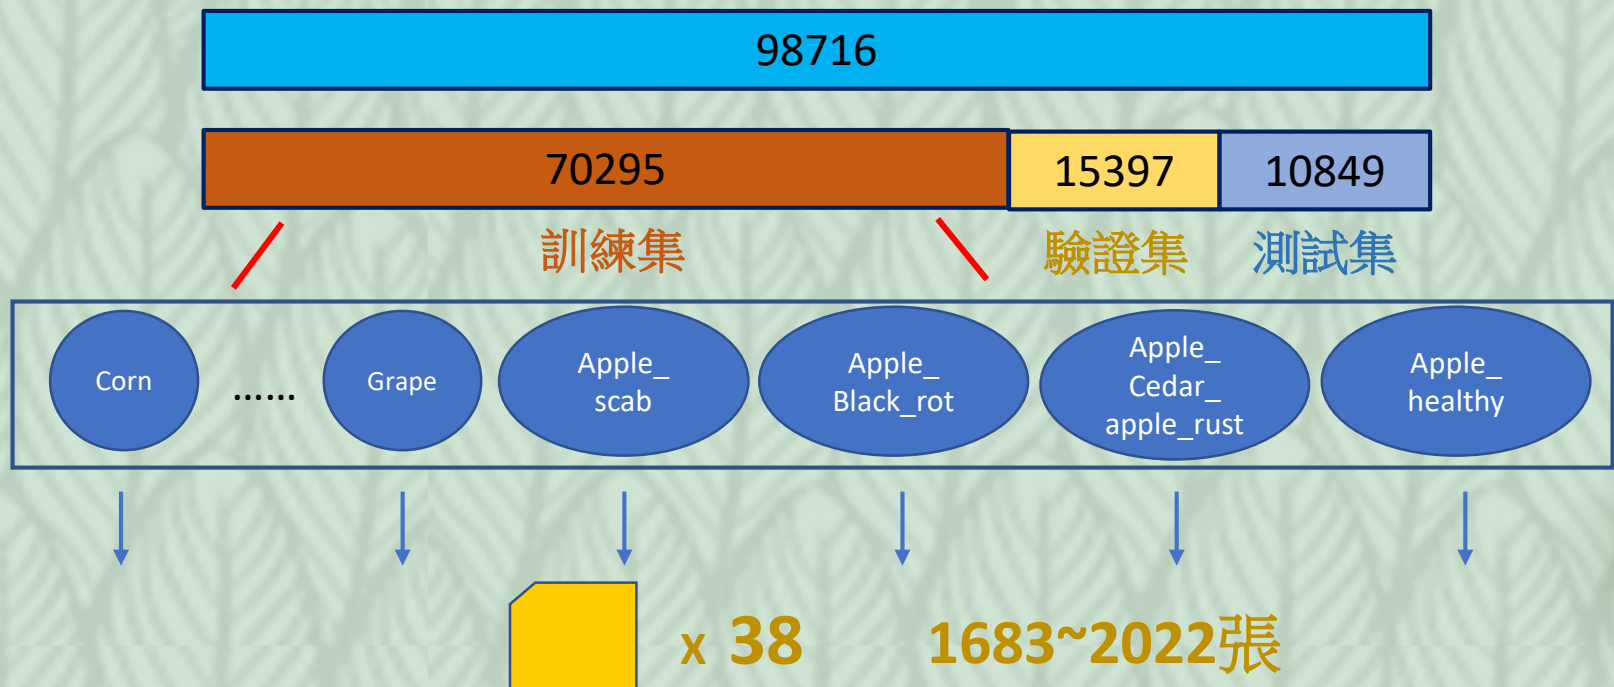 98716
70295
15397
10849
訓練集
驗證集
測試集
Corn
......
Grape
Apple_
scab
Apple_
Black_rot
Apple_
Cedar_
apple_rust
Apple_
healthy
x 38
1683~2022張